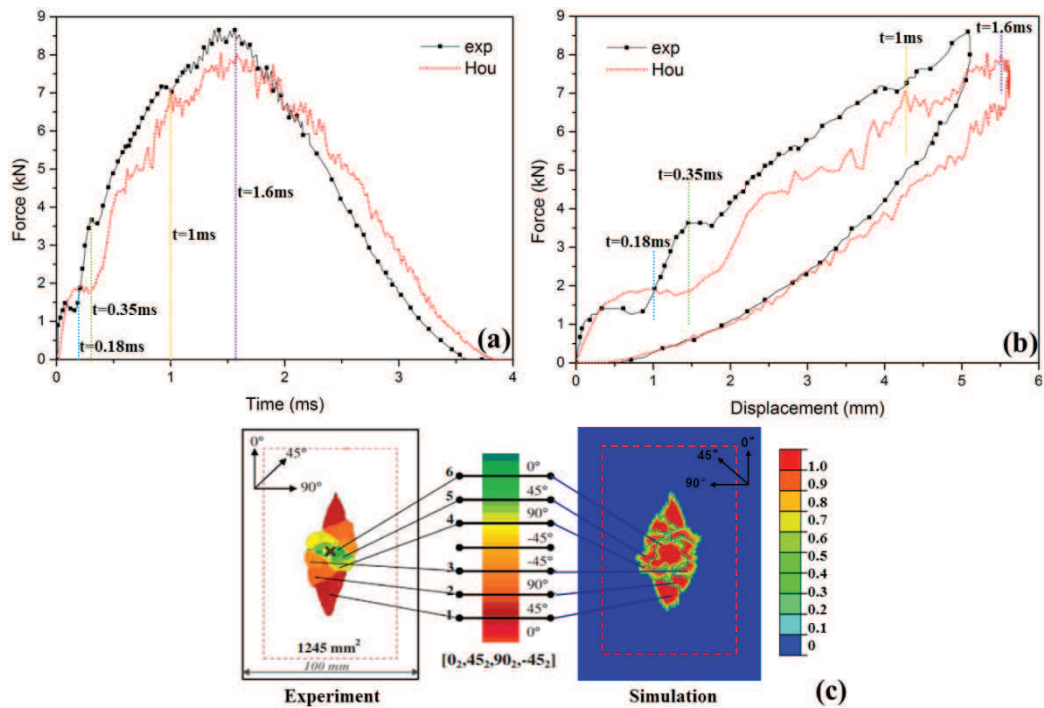 9
8
7
6
5
4
3
2
1
0
Force (kN)
exp
Hou
t=1.6ms
t=1ms
t=0.35ms
t=0.18ms
(a)
0 1 2 3 4
Time (ms)
9
8
7
6
5
4
3
2
1
0
Force (kN)
exp
Hou
t=1ms
t=1.6ms
t=0.35ms
t=0.18ms
(b)
0 1 2 3 4 5 6
Displacement (mm)
0°
45°
90°
1245 mm²
100 mm
Experiment
6
5
4
3
2
1
0°
45°
90°
-45°
-45°
90°
45°
0°
[0₂,45₂,90₂,-45₂]
0°
45°
90°
Simulation
1.0
0.9
0.8
0.7
0.6
0.5
0.4
0.3
0.2
0.1
0
(c)